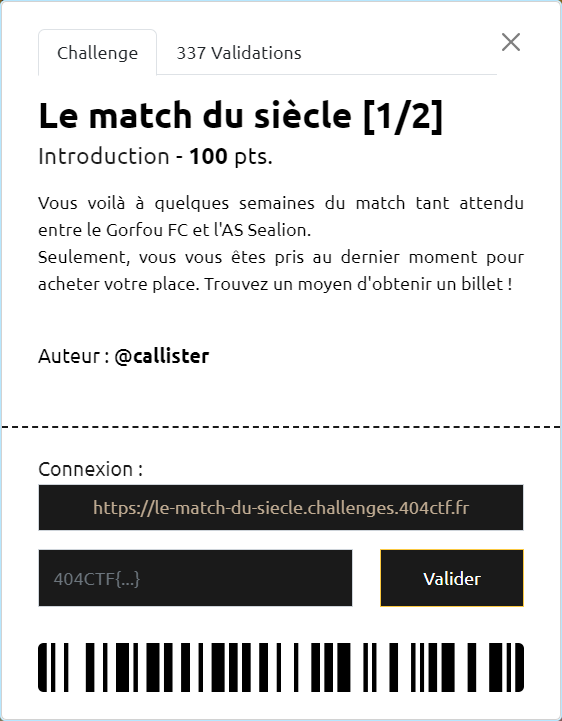 Challenge
337 Validations
Le match du siècle [1/2]
Introduction - 100 pts.
Vous voilà à quelques semaines du match tant attendu
entre le Gorfou FC et l'AS Sealion.
Seulement, vous vous êtes pris au dernier moment pour
acheter votre place. Trouvez un moyen d'obtenir un billet !
Auteur : @callister
Connexion :
https://le-match-du-siecle.challenges.404ctf.fr
404CTF{...}
Valider